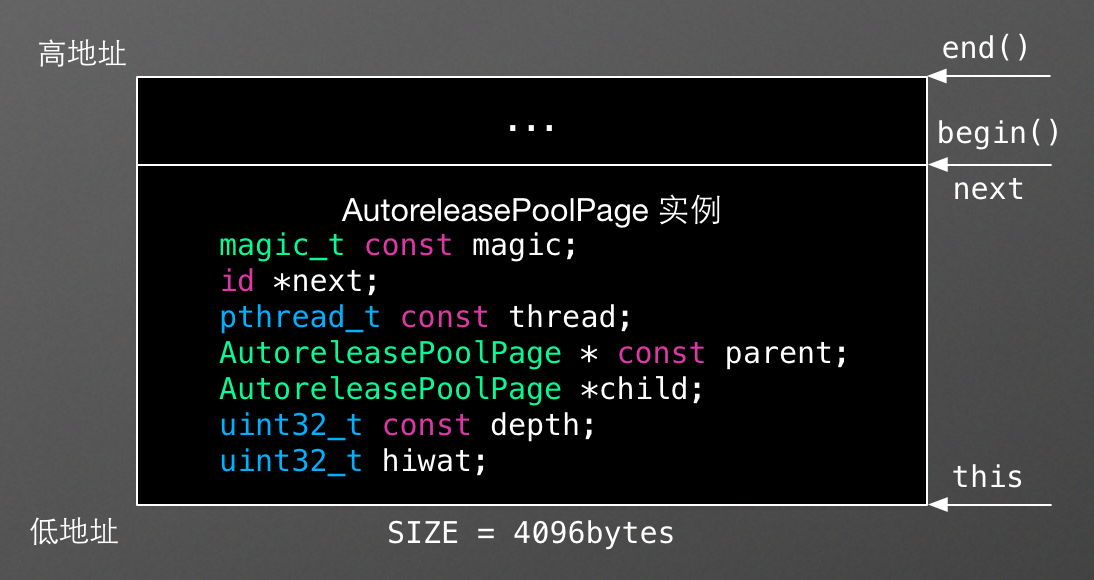 高地址
end()
...
begin()
next
AutoreleasePoolPage 实例
magic_t const magic;
id *next;
pthread_t const thread;
AutoreleasePoolPage * const parent;
AutoreleasePoolPage *child;
uint32_t const depth;
uint32_t hiwat;
this
低地址
SIZE = 4096bytes